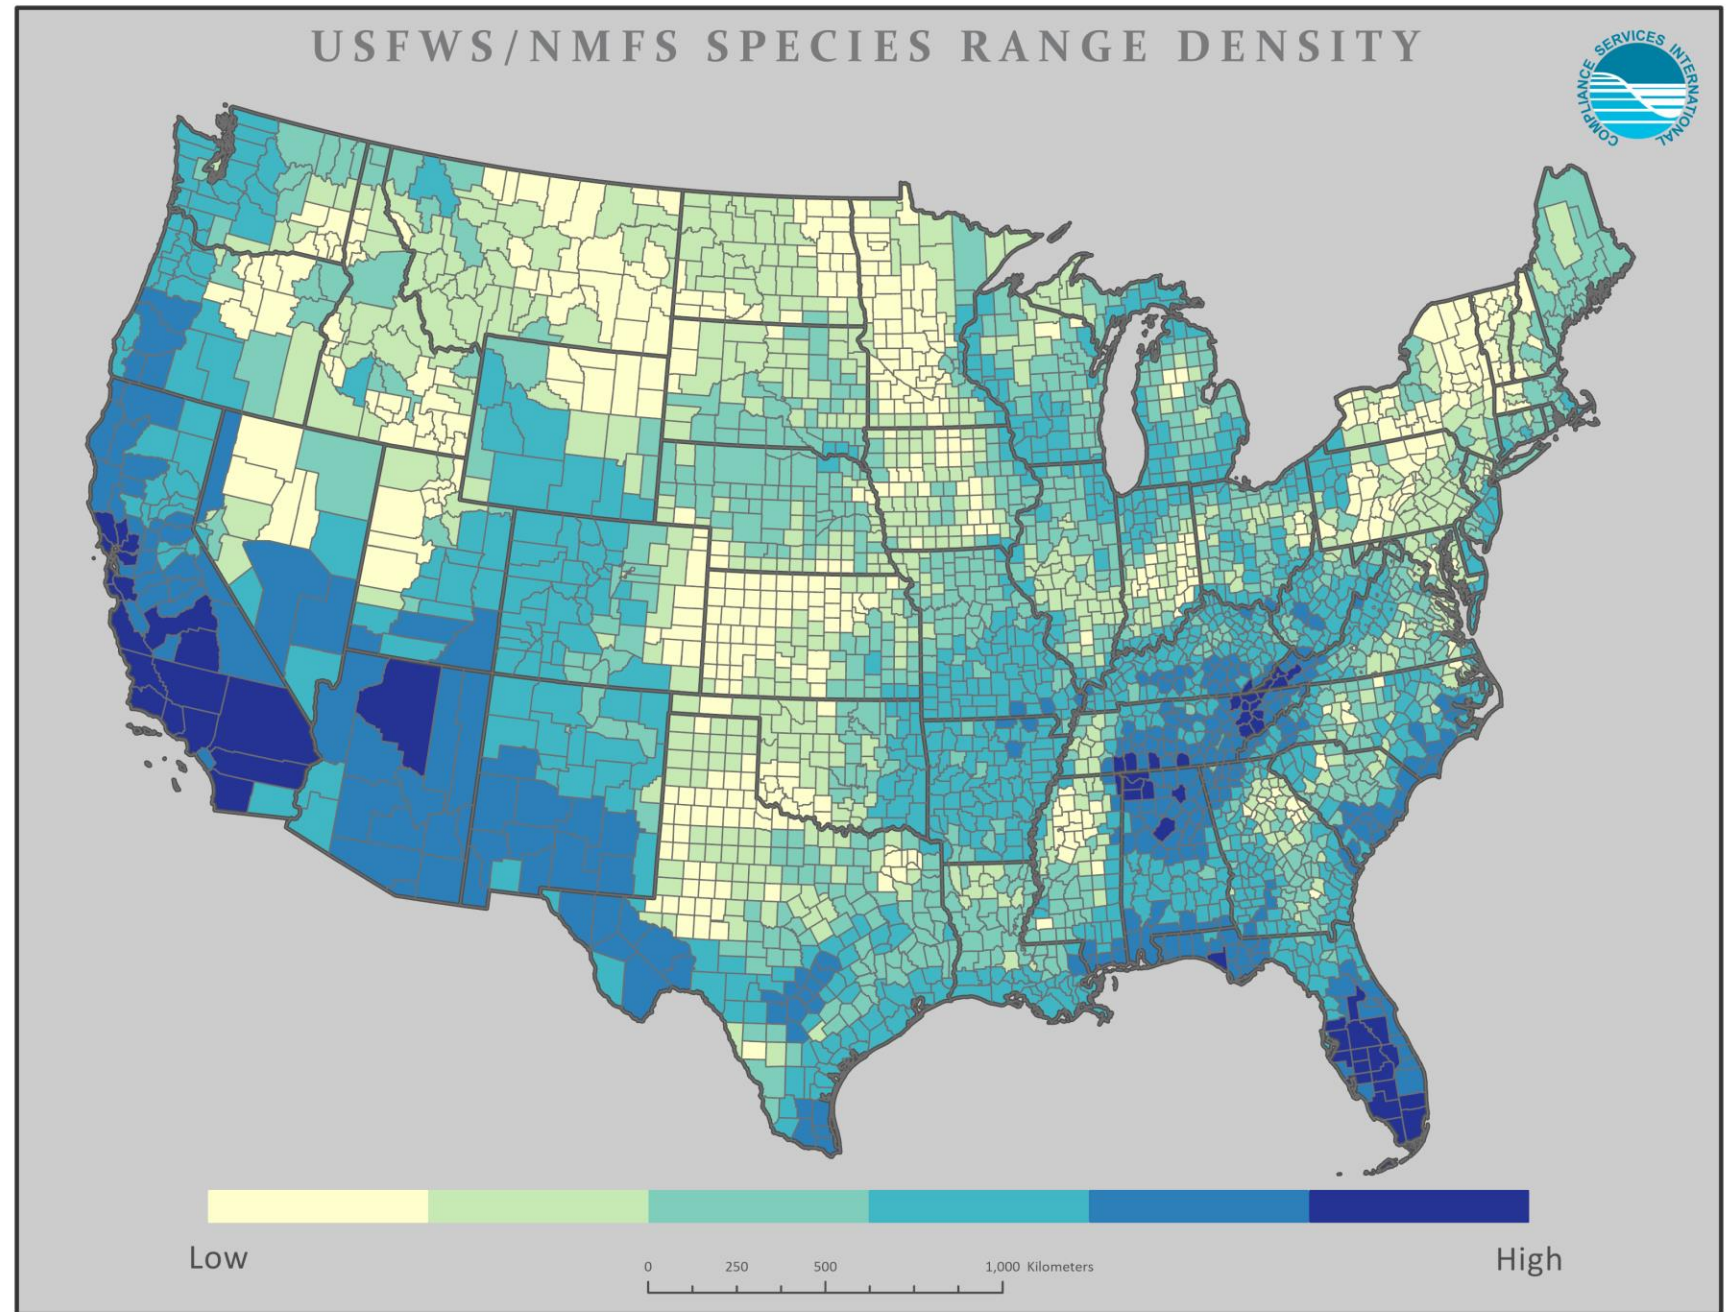 USFWS/NMFS SPECIES RANGE DENSITY
COMPLIANCE SERVICES INTERNATIONAL
Low
High
0 250 500 1,000 Kilometers